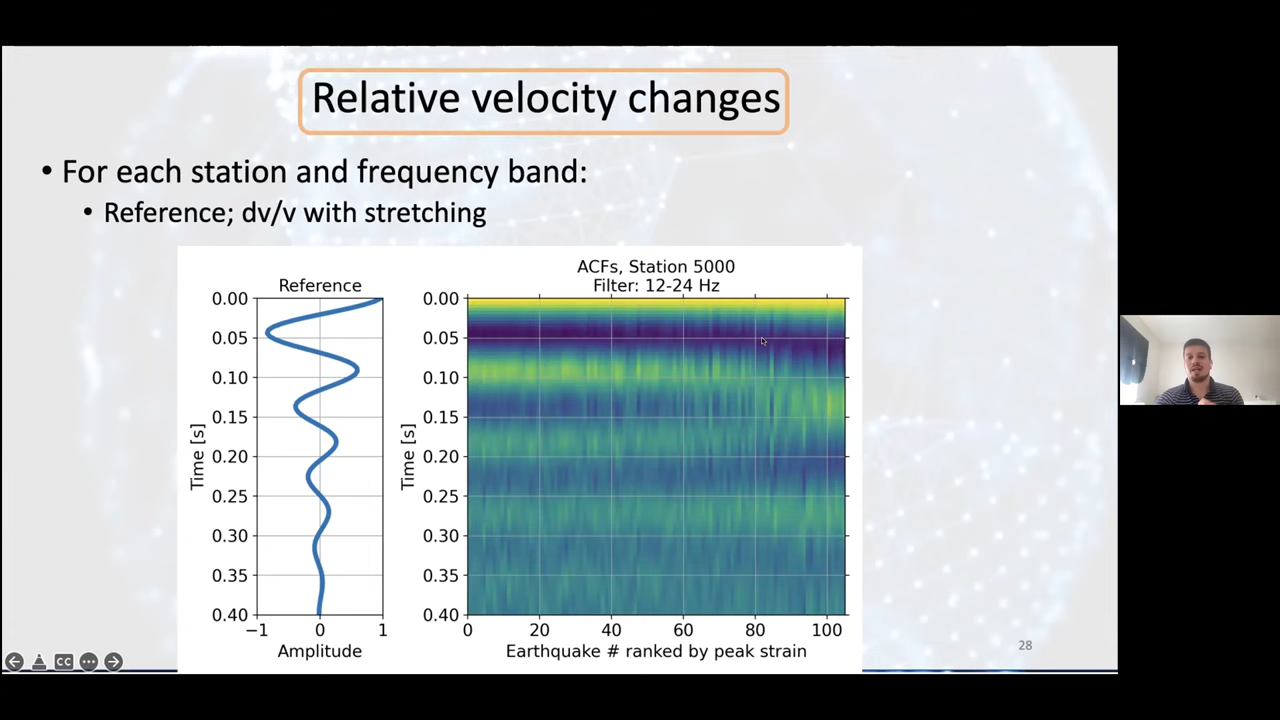 Relative velocity changes
• For each station and frequency band:
• Reference; dv/v with stretching
Reference
0.00
0.05
0.10
0.15
0.20
0.25
0.30
0.35
0.40
Time [s]
−1 0 1
Amplitude
ACFs, Station 5000
Filter: 12-24 Hz
0.00
0.05
0.10
0.15
0.20
0.25
0.30
0.35
0.40
Time [s]
0 20 40 60 80 100
Earthquake # ranked by peak strain
28
CC